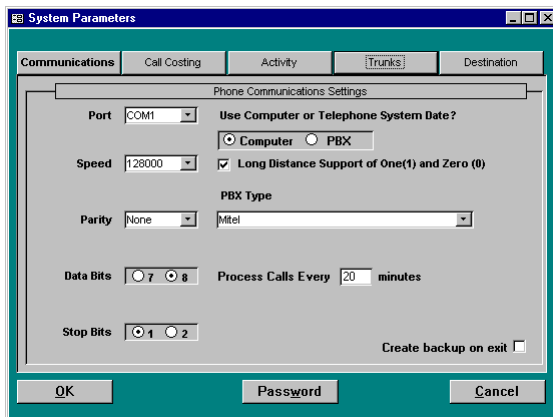 System Parameters
Communications Call Costing Activity Trunks Destination
Phone Communications Settings
Port COM1 Use Computer or Telephone System Date?
Computer PBX
Speed 128000 Long Distance Support of One(1) and Zero (0)
PBX Type
Parity None Mitel
Data Bits 7 8 Process Calls Every 20 minutes
Stop Bits 1 2
Create backup on exit
OK Password Cancel